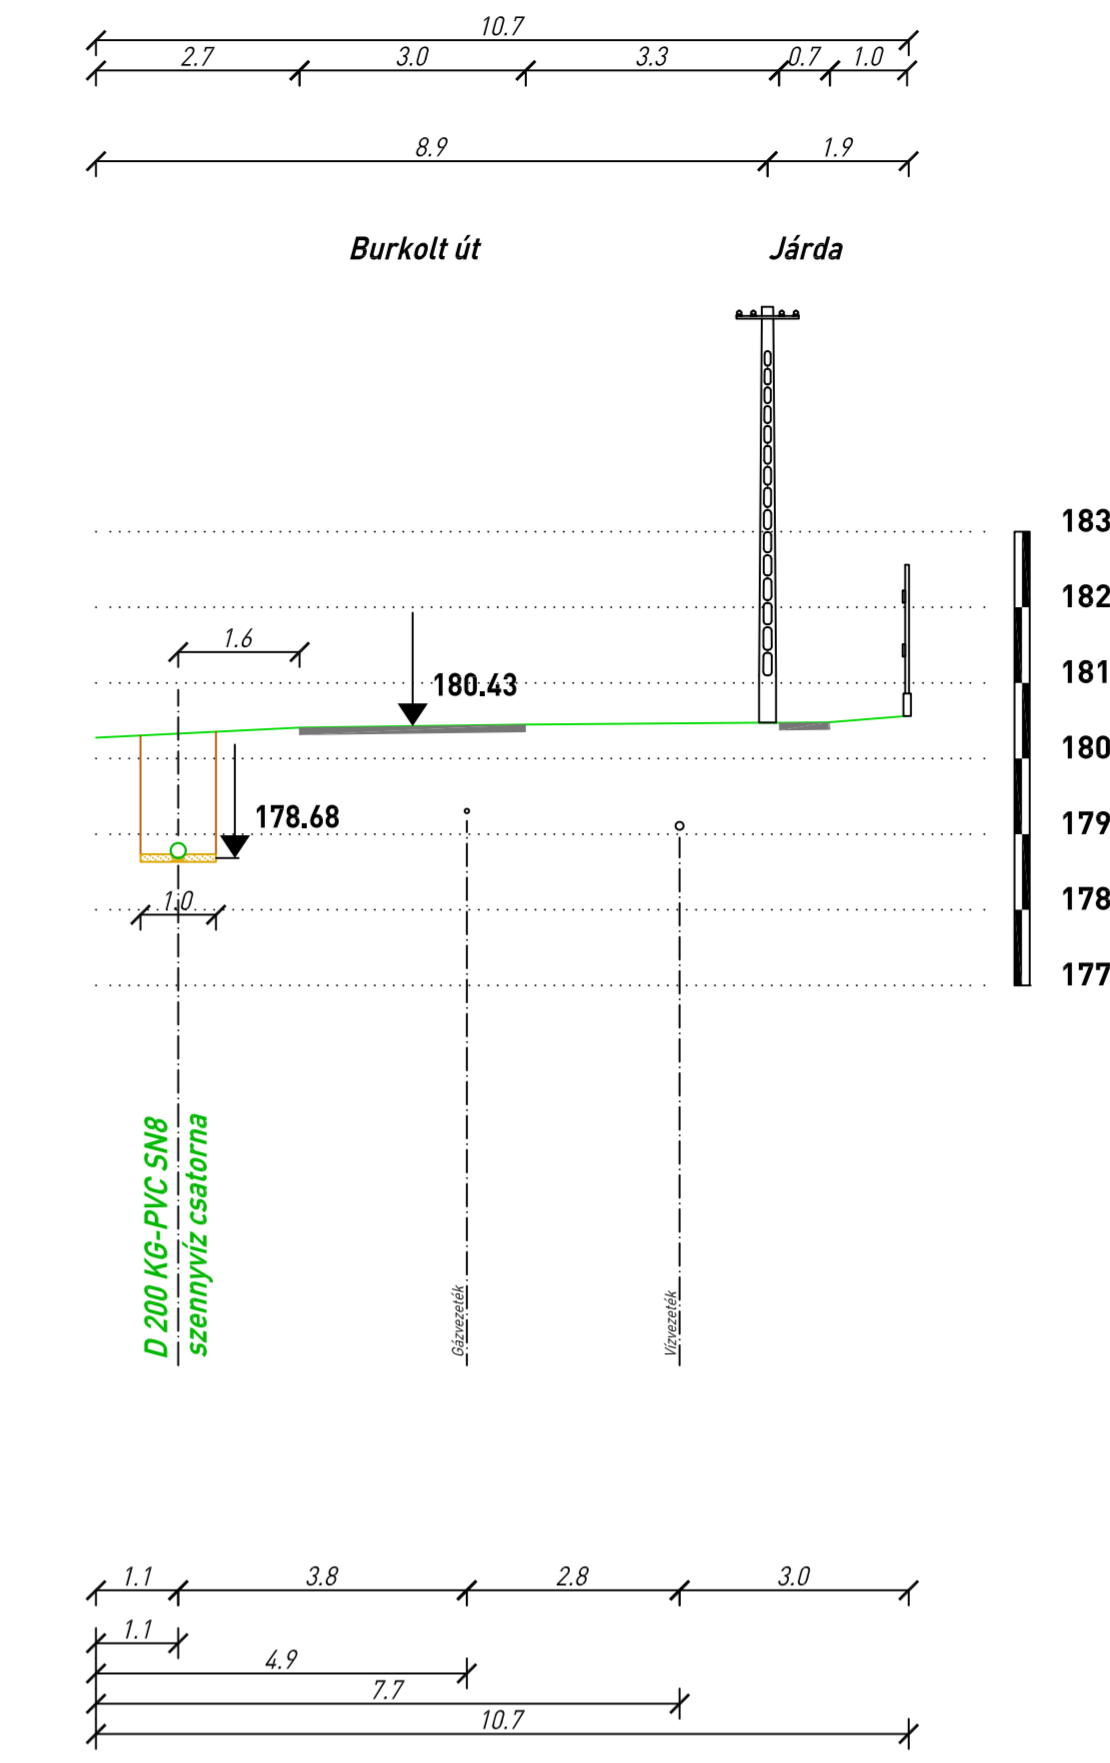 10.7
2.7 3.0 3.3 0.7 1.0
8.9 1.9
Burkolt út Járda
183
182
1.6
181
180.43
180
178.68
179
1.0
178
177
D 200 KG-PVC SN8
szennyvíz csatorna
Gázvezeték
Vízvezeték
1.1 3.8 2.8 3.0
1.1
4.9
7.7
10.7